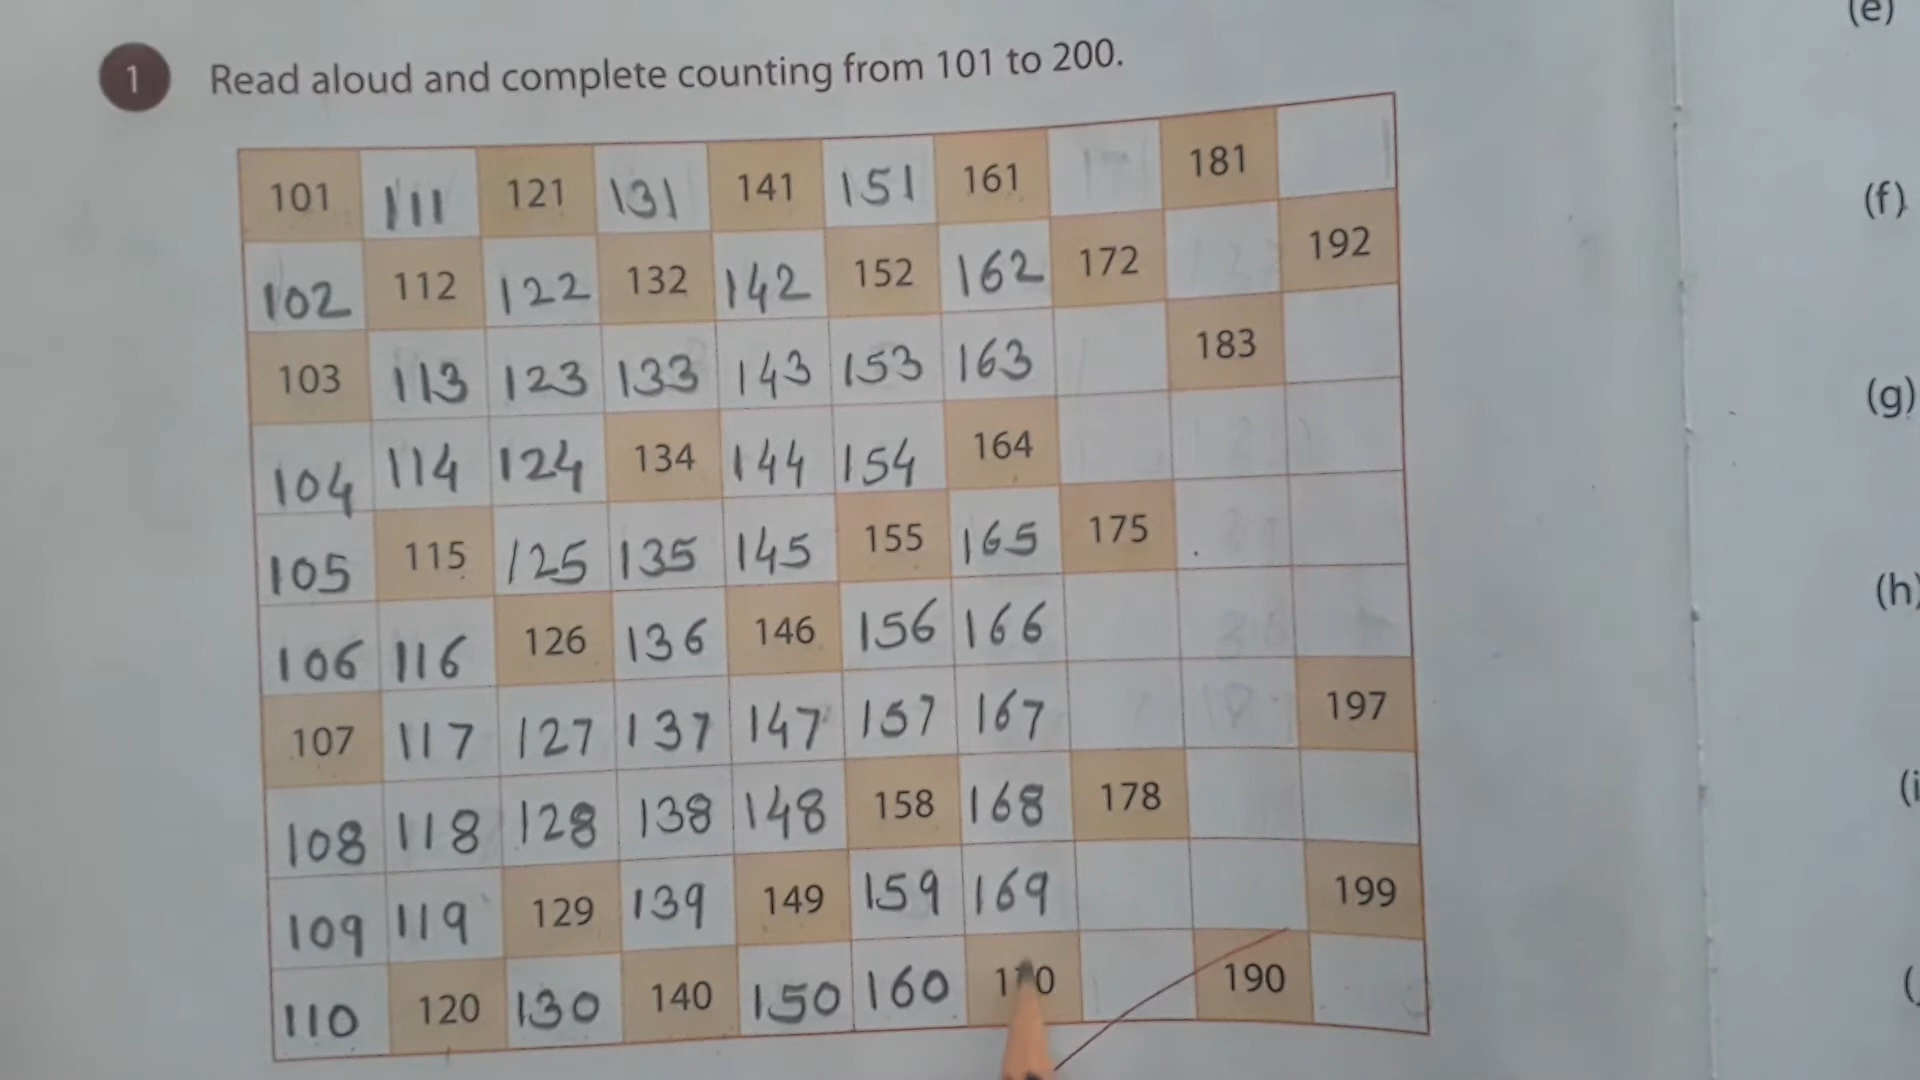 1 Read aloud and complete counting from 101 to 200.
101 111 121 131 141 151 161 181
102 112 122 132 142 152 162 172 192
103 113 123 133 143 153 163 183
104 114 124 134 144 154 164
105 115 125 135 145 155 165 175
106 116 126 136 146 156 166
107 117 127 137 147 157 167 197
108 118 128 138 148 158 168 178
109 119 129 139 149 159 169 199
110 120 130 140 150 160 190
(e)
(f)
(g)
(h)